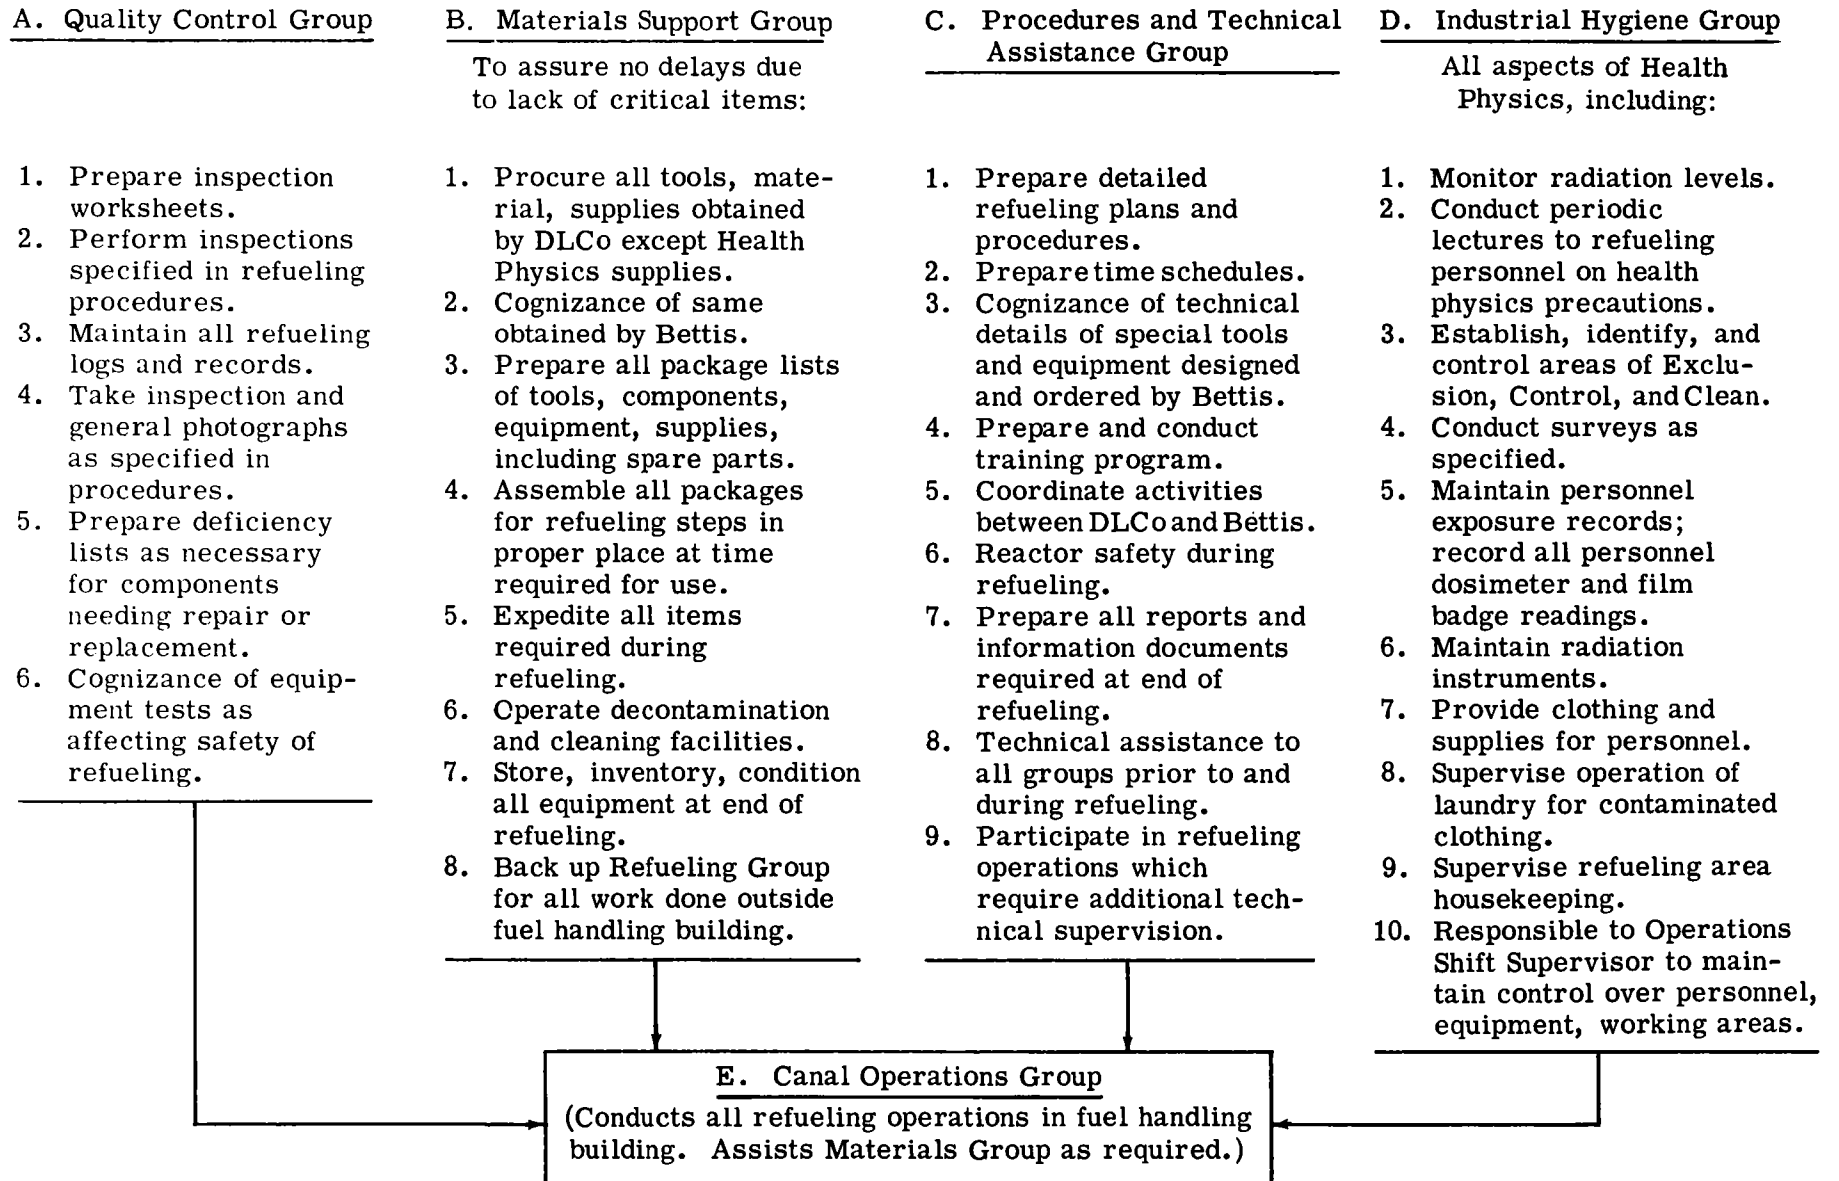 A. Quality Control Group
1. Prepare inspection
worksheets.
2. Perform inspections
specified in refueling
procedures.
3. Maintain all refueling
logs and records.
4. Take inspection and
general photographs
as specified in
procedures.
5. Prepare deficiency
lists as necessary
for components
needing repair or
replacement.
6. Cognizance of equip-
ment tests as
affecting safety of
refueling.
B. Materials Support Group
To assure no delays due
to lack of critical items:
1. Procure all tools, mate-
rial, supplies obtained
by DLCo except Health
Physics supplies.
2. Cognizance of same
obtained by Bettis.
3. Prepare all package lists
of tools, components,
equipment, supplies,
including spare parts.
4. Assemble all packages
for refueling steps in
proper place at time
required for use.
5. Expedite all items
required during
refueling.
6. Operate decontamination
and cleaning facilities.
7. Store, inventory, condition
all equipment at end of
refueling.
8. Back up Refueling Group
for all work done outside
fuel handling building.
C. Procedures and Technical
Assistance Group
1. Prepare detailed
refueling plans and
procedures.
2. Prepare time schedules.
3. Cognizance of technical
details of special tools
and equipment designed
and ordered by Bettis.
4. Prepare and conduct
training program.
5. Coordinate activities
between DLCo and Bettis.
6. Reactor safety during
refueling.
7. Prepare all reports and
information documents
required at end of
refueling.
8. Technical assistance to
all groups prior to and
during refueling.
9. Participate in refueling
operations which
require additional tech-
nical supervision.
D. Industrial Hygiene Group
All aspects of Health
Physics, including:
1. Monitor radiation levels.
2. Conduct periodic
lectures to refueling
personnel on health
physics precautions.
3. Establish, identify, and
control areas of Exclu-
sion, Control, and Clean.
4. Conduct surveys as
specified.
5. Maintain personnel
exposure records;
record all personnel
dosimeter and film
badge readings.
6. Maintain radiation
instruments.
7. Provide clothing and
supplies for personnel.
8. Supervise operation of
laundry for contaminated
clothing.
9. Supervise refueling area
housekeeping.
10. Responsible to Operations
Shift Supervisor to main-
tain control over personnel,
equipment, working areas.
E. Canal Operations Group
(Conducts all refueling operations in fuel handling
building. Assists Materials Group as required.)